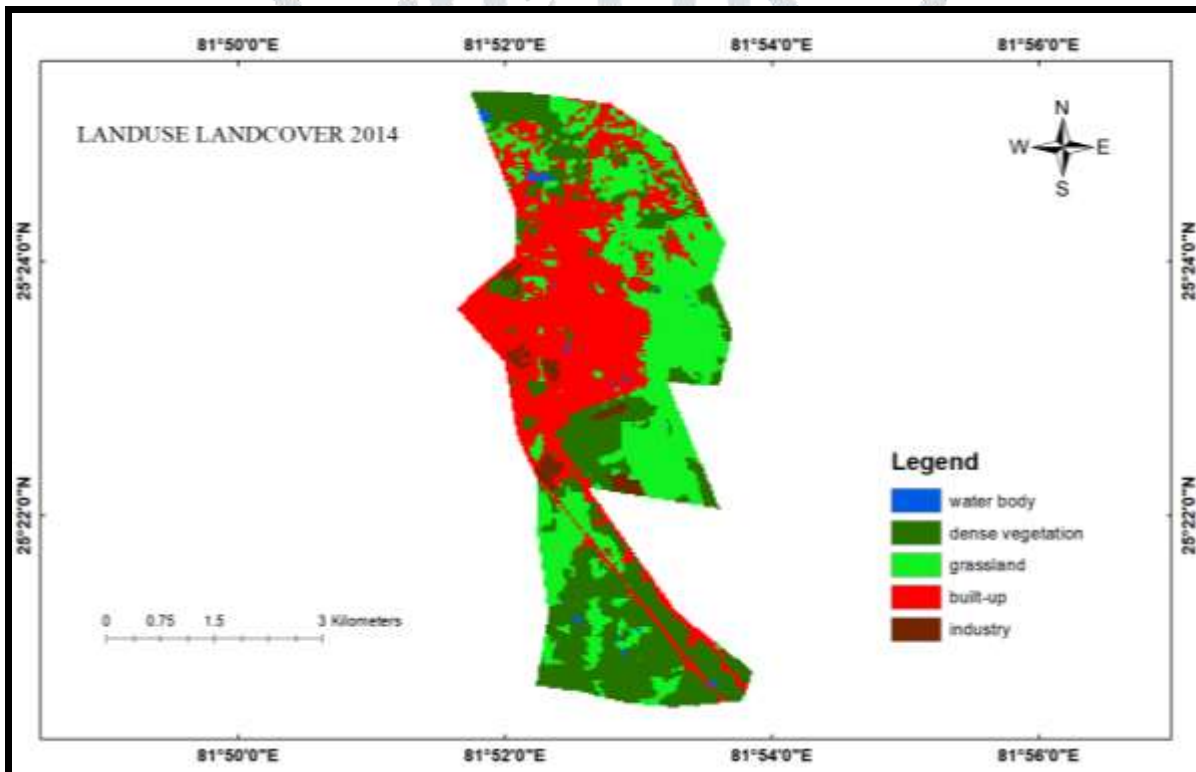 81°50'0"E 81°52'0"E 81°54'0"E 81°56'0"E
LANDUSE LANDCOVER 2014
N
W E
S
25°24'0"N 25°24'0"N
Legend
water body
25°22'0"N 25°22'0"N
dense vegetation
grassland
built-up
industry
0 0.75 1.5 3 Kilometers
81°50'0"E 81°52'0"E 81°54'0"E 81°56'0"E